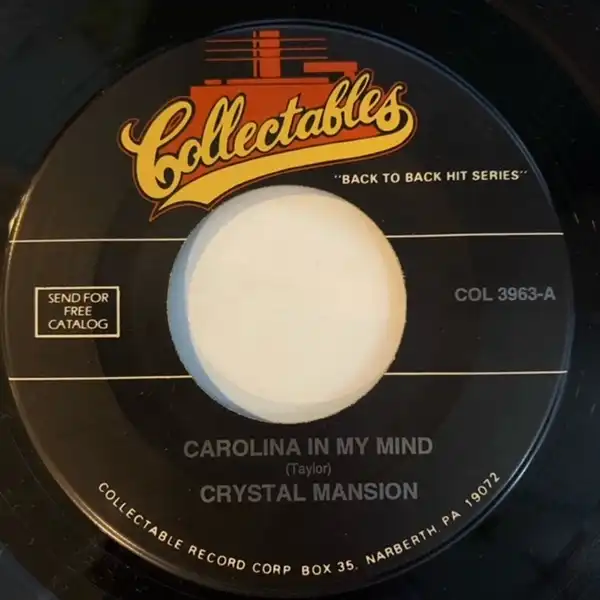 Collectables
"BACK TO BACK HIT SERIES"
SEND FOR
FREE
CATALOG
COL 3963-A
CAROLINA IN MY MIND
(Taylor)
CRYSTAL MANSION
COLLECTABLE RECORD CORP BOX 35, NARBERTH, PA 19072